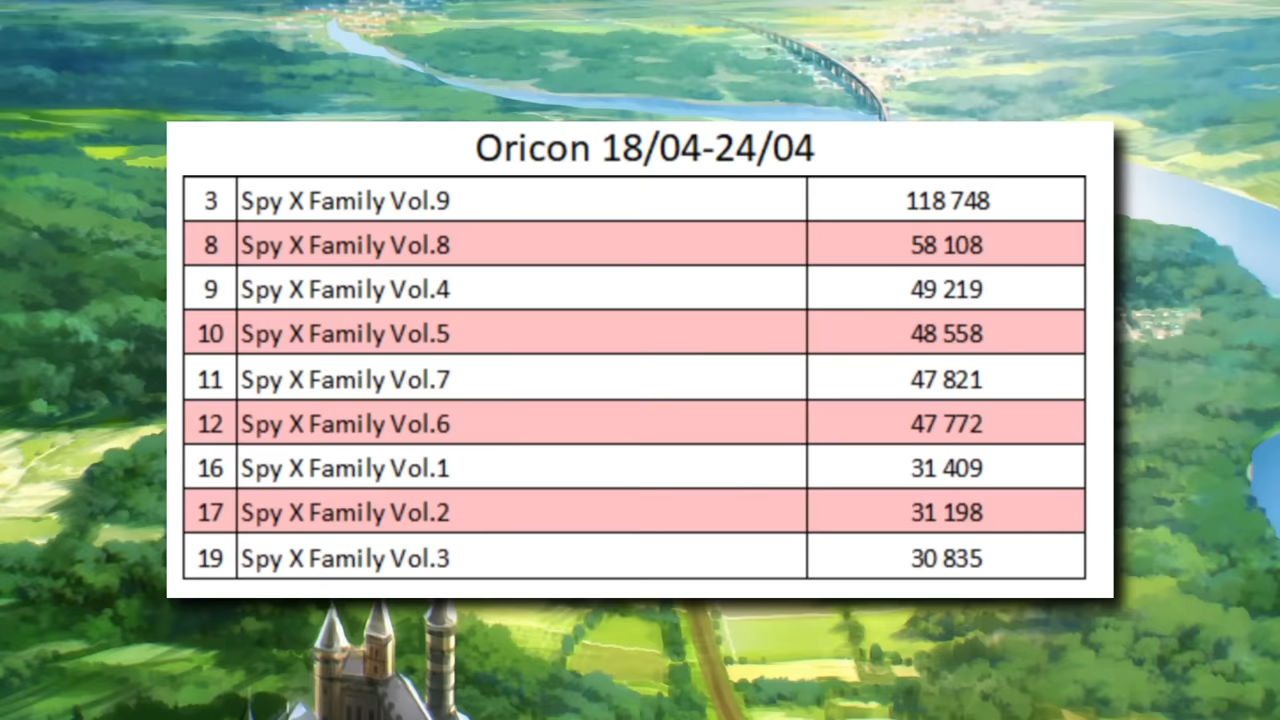 Oricon 18/04-24/04
3 Spy X Family Vol.9 118 748
8 Spy X Family Vol.8 58 108
9 Spy X Family Vol.4 49 219
10 Spy X Family Vol.5 48 558
11 Spy X Family Vol.7 47 821
12 Spy X Family Vol.6 47 772
16 Spy X Family Vol.1 31 409
17 Spy X Family Vol.2 31 198
19 Spy X Family Vol.3 30 835